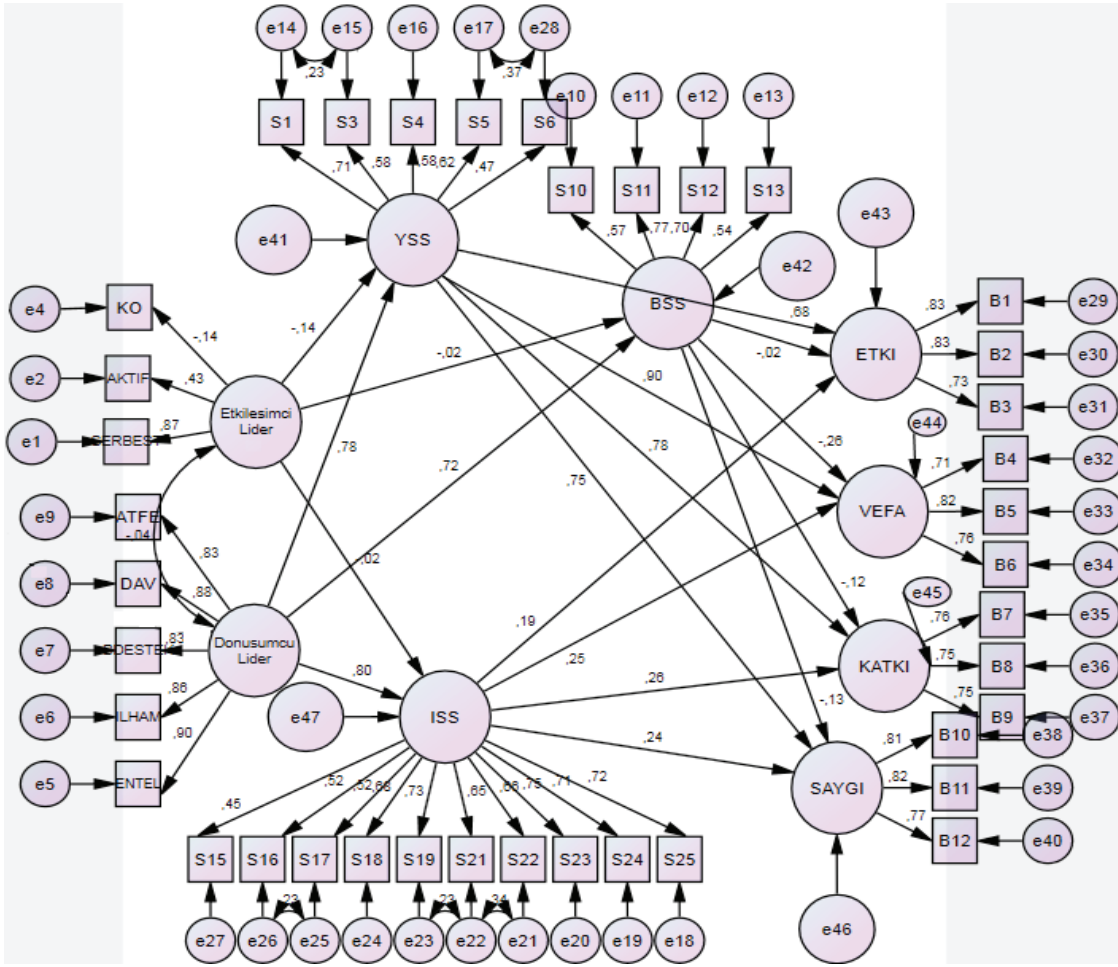 e14 e15 e16 e17 e28
,23 ,37
e10 e11 e12 e13
S1 S3 S4 S5 S6
,71 ,58 ,58 ,62 ,47
S10 S11 S12 S13
,57 ,77 ,70 ,54
e41 YSS e43
BSS e42
e4 KO
-,14 -,14
,68
,83 B1 e29
-,02 -,02
ETKI ,83 B2 e30
e2 AKTIF
,43
,90
,73 B3 e31
Etkilesimci
Lider
e1 SERBEST
,87
e44
-,26
,78 ,72 ,78 ,75
,71 B4 e32
e9 ATFE
VEFA ,82 B5 e33
-,04 ,83
,76 B6 e34
,02
e8 DAV
,88
-,12 e45
,76 B7 e35
e7 BDESTE
,83
Donusumcu
Lider
,19 ,25
KATKI ,75 B8 e36
,80 ,26
e6 ILHAM
,86
e47 ISS
-,13
,75 B9 e37
,90
,24
,81 B10 e38
e5 ENTEL
SAYGI ,82 B11 e39
,45 ,52 ,52 ,68 ,73 ,65 ,66 ,75 ,71 ,72
,77 B12 e40
S15 S16 S17 S18 S19 S21 S22 S23 S24 S25
,23 ,23 ,34
e27 e26 e25 e24 e23 e22 e21 e20 e19 e18
e46